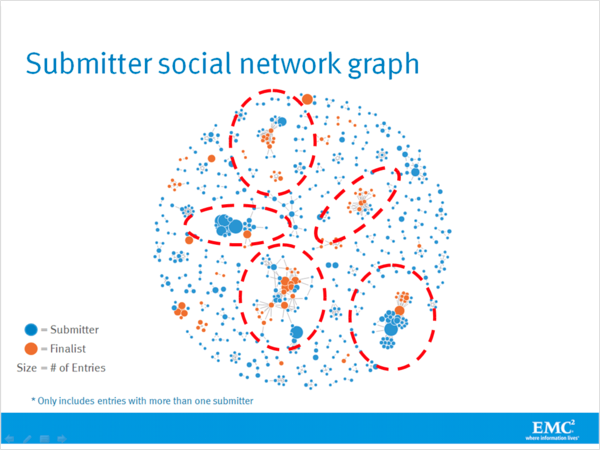 Submitter social network graph
= Submitter
= Finalist
Size = # of Entries
* Only includes entries with more than one submitter
EMC²
where information lives®